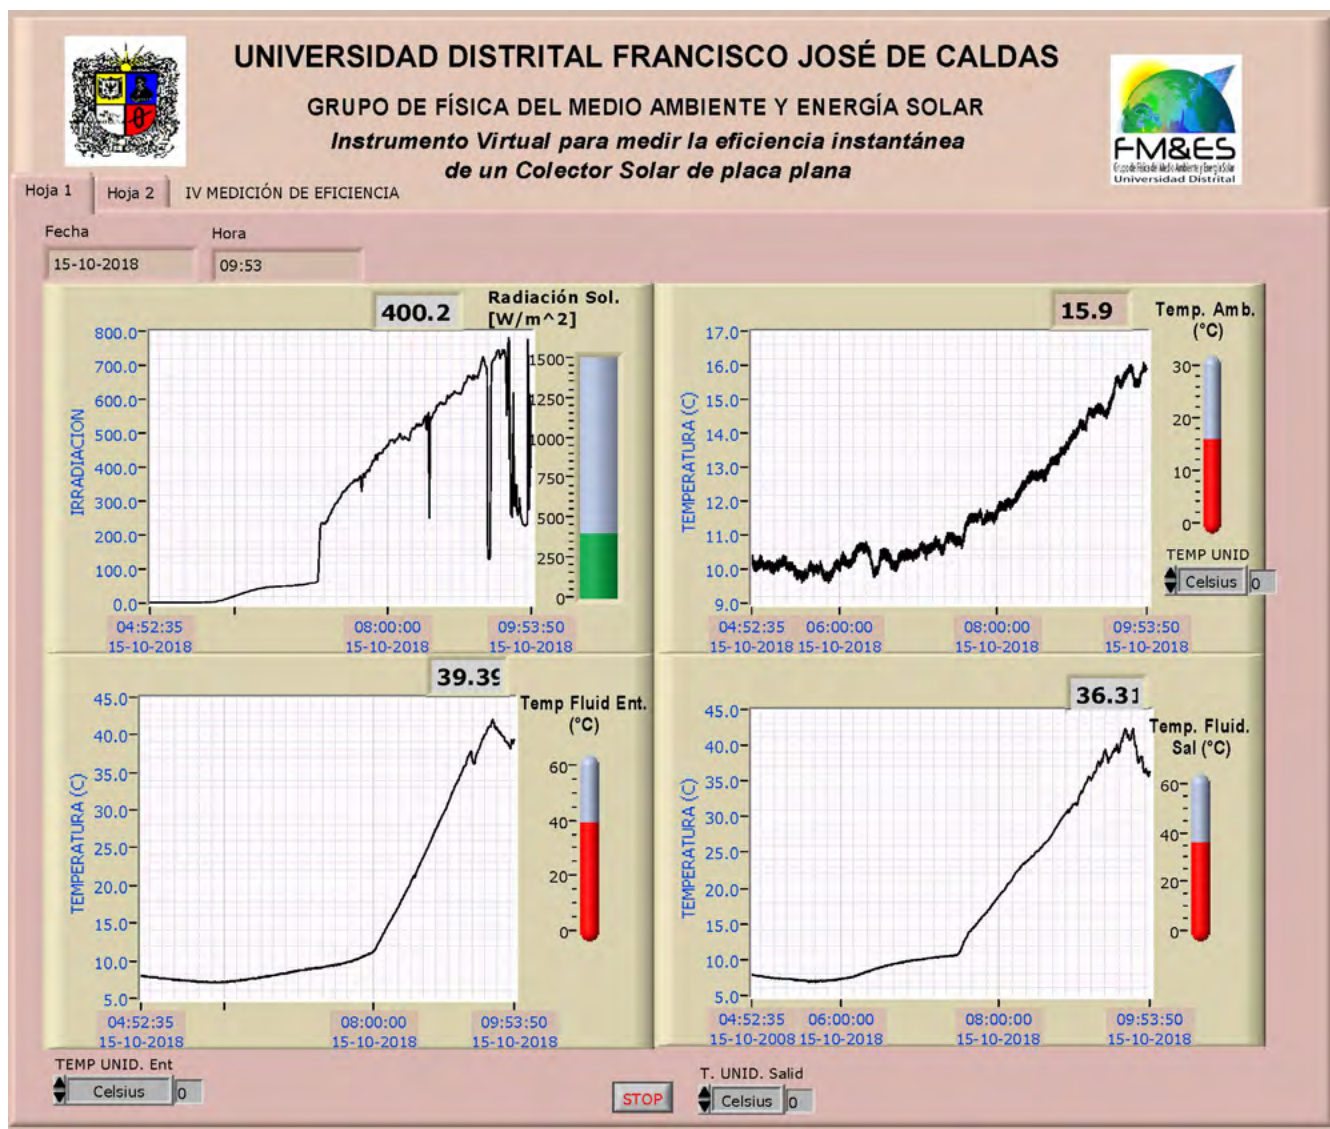 UNIVERSIDAD DISTRITAL FRANCISCO JOSÉ DE CALDAS
GRUPO DE FÍSICA DEL MEDIO AMBIENTE Y ENERGÍA SOLAR
Instrumento Virtual para medir la eficiencia instantánea
de un Colector Solar de placa plana
FM&ES
Grupo de Física de Medio Ambiente y Energía Solar
Universidad Distrital
Hoja 1
Hoja 2
IV MEDICIÓN DE EFICIENCIA
Fecha
Hora
15-10-2018
09:53
400.2
Radiación Sol.
[W/m^2]
IRRADIACION
800.0
700.0
600.0
500.0
400.0
300.0
200.0
100.0
0.0
04:52:35
15-10-2018
08:00:00
15-10-2018
09:53:50
15-10-2018
1500
1250
1000
750
500
250
0
15.9
Temp. Amb.
(°C)
TEMPERATURA (C)
17.0
16.0
15.0
14.0
13.0
12.0
11.0
10.0
9.0
04:52:35
15-10-2018
06:00:00
15-10-2018
08:00:00
15-10-2018
09:53:50
15-10-2018
30
20
10
0
TEMP UNID
Celsius
0
39.39
Temp Fluid Ent.
(°C)
TEMPERATURA (C)
45.0
40.0
35.0
30.0
25.0
20.0
15.0
10.0
5.0
04:52:35
15-10-2018
08:00:00
15-10-2018
09:53:50
15-10-2018
60
40
20
0
TEMP UNID. Ent
Celsius
0
36.31
Temp. Fluid.
Sal (°C)
TEMPERATURA (C)
45.0
40.0
35.0
30.0
25.0
20.0
15.0
10.0
5.0
04:52:35
15-10-2008
06:00:00
15-10-2018
08:00:00
15-10-2018
09:53:50
15-10-2018
60
40
20
0
STOP
T. UNID. Salid
Celsius
0